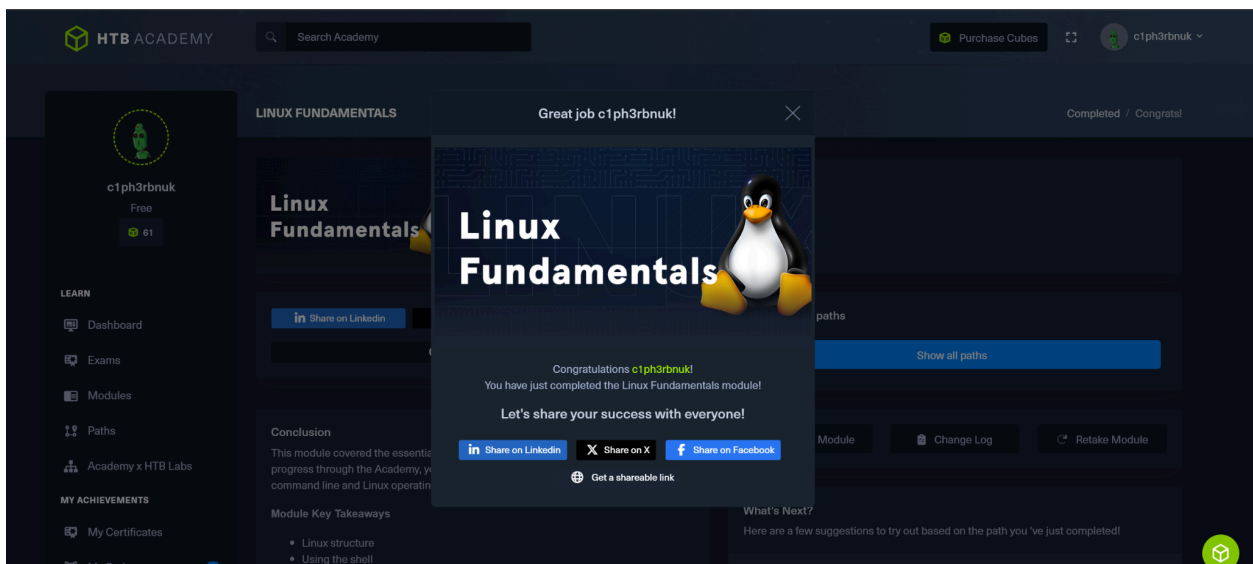 HTB ACADEMY
Search Academy
Purchase Cubes
c1ph3rbnuk
c1ph3rbnuk
Free
61
LEARN
Dashboard
Exams
Modules
Paths
Academy x HTB Labs
MY ACHIEVEMENTS
My Certificates
LINUX FUNDAMENTALS
Completed / Congrats!
Linux
Fundamentals
Share on Linkedin
Conclusion
This module covered the essentia
progress through the Academy, yo
command line and Linux operatin
Module Key Takeaways
Linux structure
Using the shell
Great job c1ph3rbnuk!
Linux
Fundamentals
Congratulations c1ph3rbnuk!
You have just completed the Linux Fundamentals module!
Let's share your success with everyone!
in Share on Linkedin
X Share on X
f Share on Facebook
Get a shareable link
paths
Show all paths
Module
Change Log
Retake Module
What's Next?
Here are a few suggestions to try out based on the path you 've just completed!